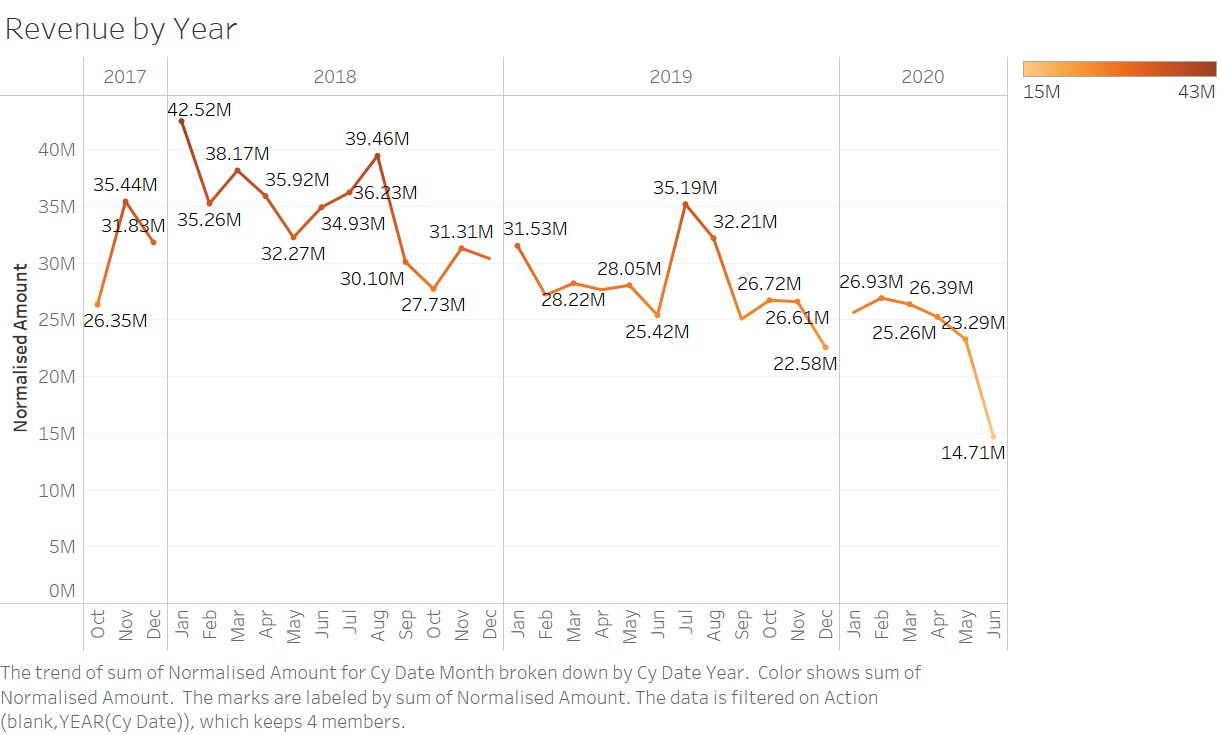 Revenue by Year
2017 2018 2019 2020
15M 43M
Normalised Amount
40M
35M
30M
25M
20M
15M
10M
5M
0M
26.35M
35.44M
31.83M
42.52M
35.26M
38.17M
35.92M
32.27M
34.93M
36.23M
39.46M
30.10M
27.73M
31.31M
31.53M
28.22M
28.05M
25.42M
35.19M
32.21M
26.72M
26.61M
22.58M
26.93M
26.39M
25.26M
23.29M
14.71M
Oct Nov Dec Jan Feb Mar Apr May Jun Jul Aug Sep Oct Nov Dec Jan Feb Mar Apr May Jun Jul Aug Sep Oct Nov Dec Jan Feb Mar Apr May Jun
The trend of sum of Normalised Amount for Cy Date Month broken down by Cy Date Year.  Color shows sum of
Normalised Amount.  The marks are labeled by sum of Normalised Amount. The data is filtered on Action
(blank,YEAR(Cy Date)), which keeps 4 members.